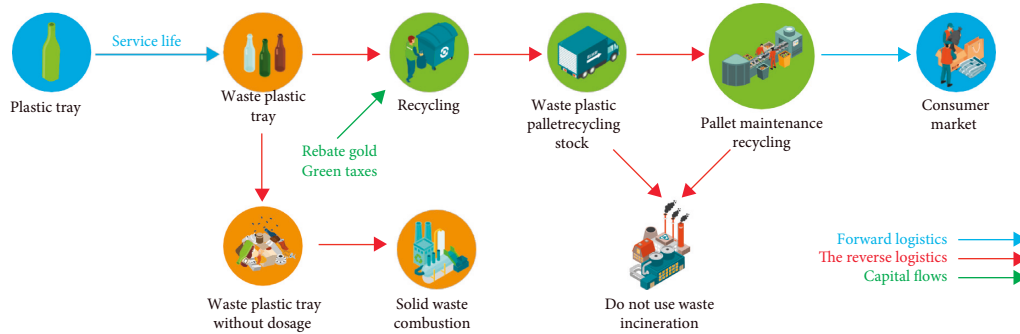 Service life
Plastic tray
Waste plastic
tray
Recycling
Waste plastic
palletrecycling
stock
Pallet maintenance
recycling
Consumer
market
Rebate gold
Green taxes
Waste plastic tray
without dosage
Solid waste
combustion
Do not use waste
incineration
Forward logistics
The reverse logistics
Capital flows